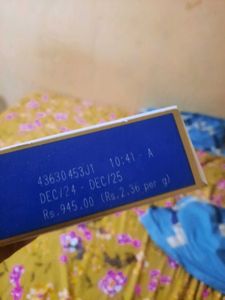 43630453J1 10:41 A
DEC/24 - DEC/25
Rs.945.00 (Rs.2.36 per g)